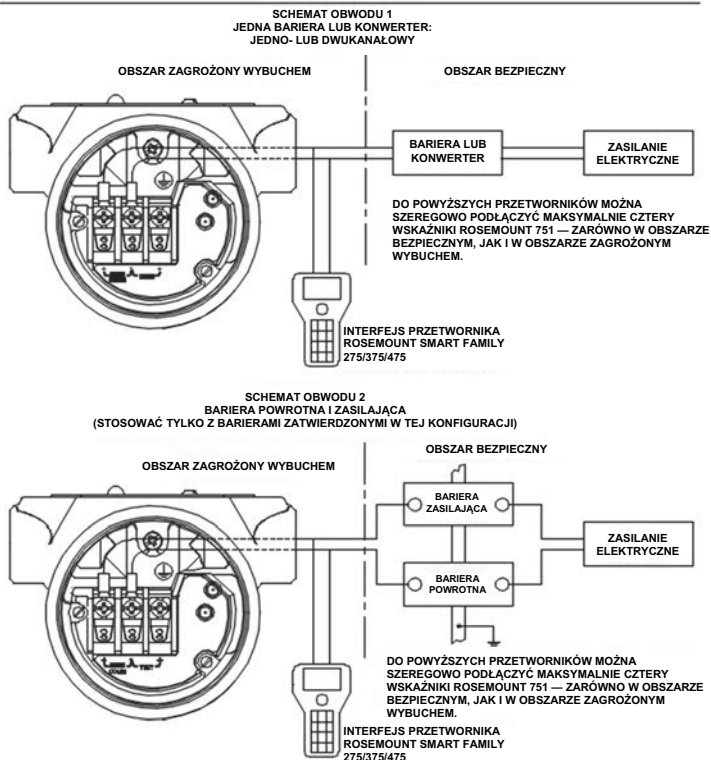 SCHEMAT OBWODU 1
JEDNA BARIERA LUB KONWERTER:
JEDNO- LUB DWUKANAŁOWY
OBSZAR ZAGROŻONY WYBUCHEM
OBSZAR BEZPIECZNY
BARIERA LUB
KONWERTER
ZASILANIE
ELEKTRYCZNE
DO POWYŻSZYCH PRZETWORNIKÓW MOŻNA
SZEREGOWO PODŁĄCZYĆ MAKSYMALNIE CZTERY
WSKAŹNIKI ROSEMOUNT 751 — ZARÓWNO W OBSZARZE
BEZPIECZNYM, JAK I W OBSZARZE ZAGROŻONYM
WYBUCHEM.
INTERFEJS PRZETWORNIKA
ROSEMOUNT SMART FAMILY
275/375/475
SCHEMAT OBWODU 2
BARIERA POWROTNA I ZASILAJĄCA
(STOSOWAĆ TYLKO Z BARIERAMI ZATWIERDZONYMI W TEJ KONFIGURACJI)
OBSZAR ZAGROŻONY WYBUCHEM
OBSZAR BEZPIECZNY
BARIERA
ZASILAJĄCA
ZASILANIE
ELEKTRYCZNE
BARIERA
POWROTNA
TEST
DO POWYŻSZYCH PRZETWORNIKÓW MOŻNA
SZEREGOWO PODŁĄCZYĆ MAKSYMALNIE CZTERY
WSKAŹNIKI ROSEMOUNT 751 — ZARÓWNO W OBSZARZE
BEZPIECZNYM, JAK I W OBSZARZE ZAGROŻONYM
WYBUCHEM.
INTERFEJS PRZETWORNIKA
ROSEMOUNT SMART FAMILY
275/375/475